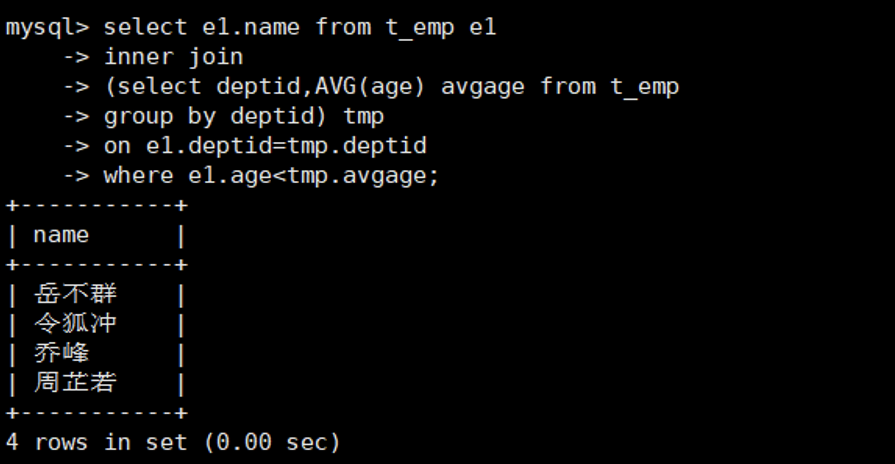 mysql> select e1.name from t_emp e1
    -> inner join
    -> (select deptid,AVG(age) avgage from t_emp
    -> group by deptid) tmp
    -> on e1.deptid=tmp.deptid
    -> where e1.age<tmp.avgage;
+-----------+
| name      |
+-----------+
| 岳不群    |
| 令狐冲    |
| 乔峰      |
| 周芷若    |
+-----------+
4 rows in set (0.00 sec)